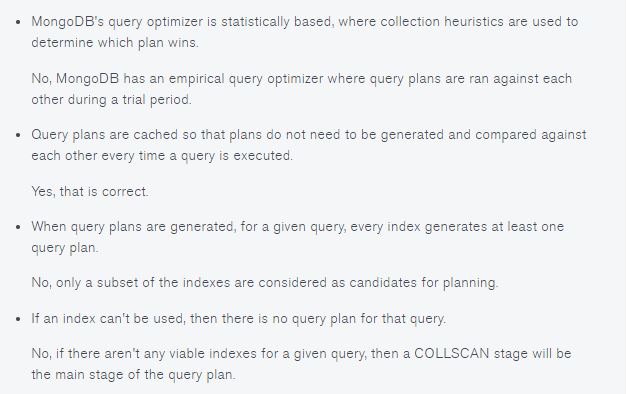 • MongoDB's query optimizer is statistically based, where collection heuristics are used to
determine which plan wins.
No, MongoDB has an empirical query optimizer where query plans are ran against each
other during a trial period.
• Query plans are cached so that plans do not need to be generated and compared against
each other every time a query is executed.
Yes, that is correct.
• When query plans are generated, for a given query, every index generates at least one
query plan.
No, only a subset of the indexes are considered as candidates for planning.
• If an index can't be used, then there is no query plan for that query.
No, if there aren't any viable indexes for a given query, then a COLLSCAN stage will be
the main stage of the query plan.